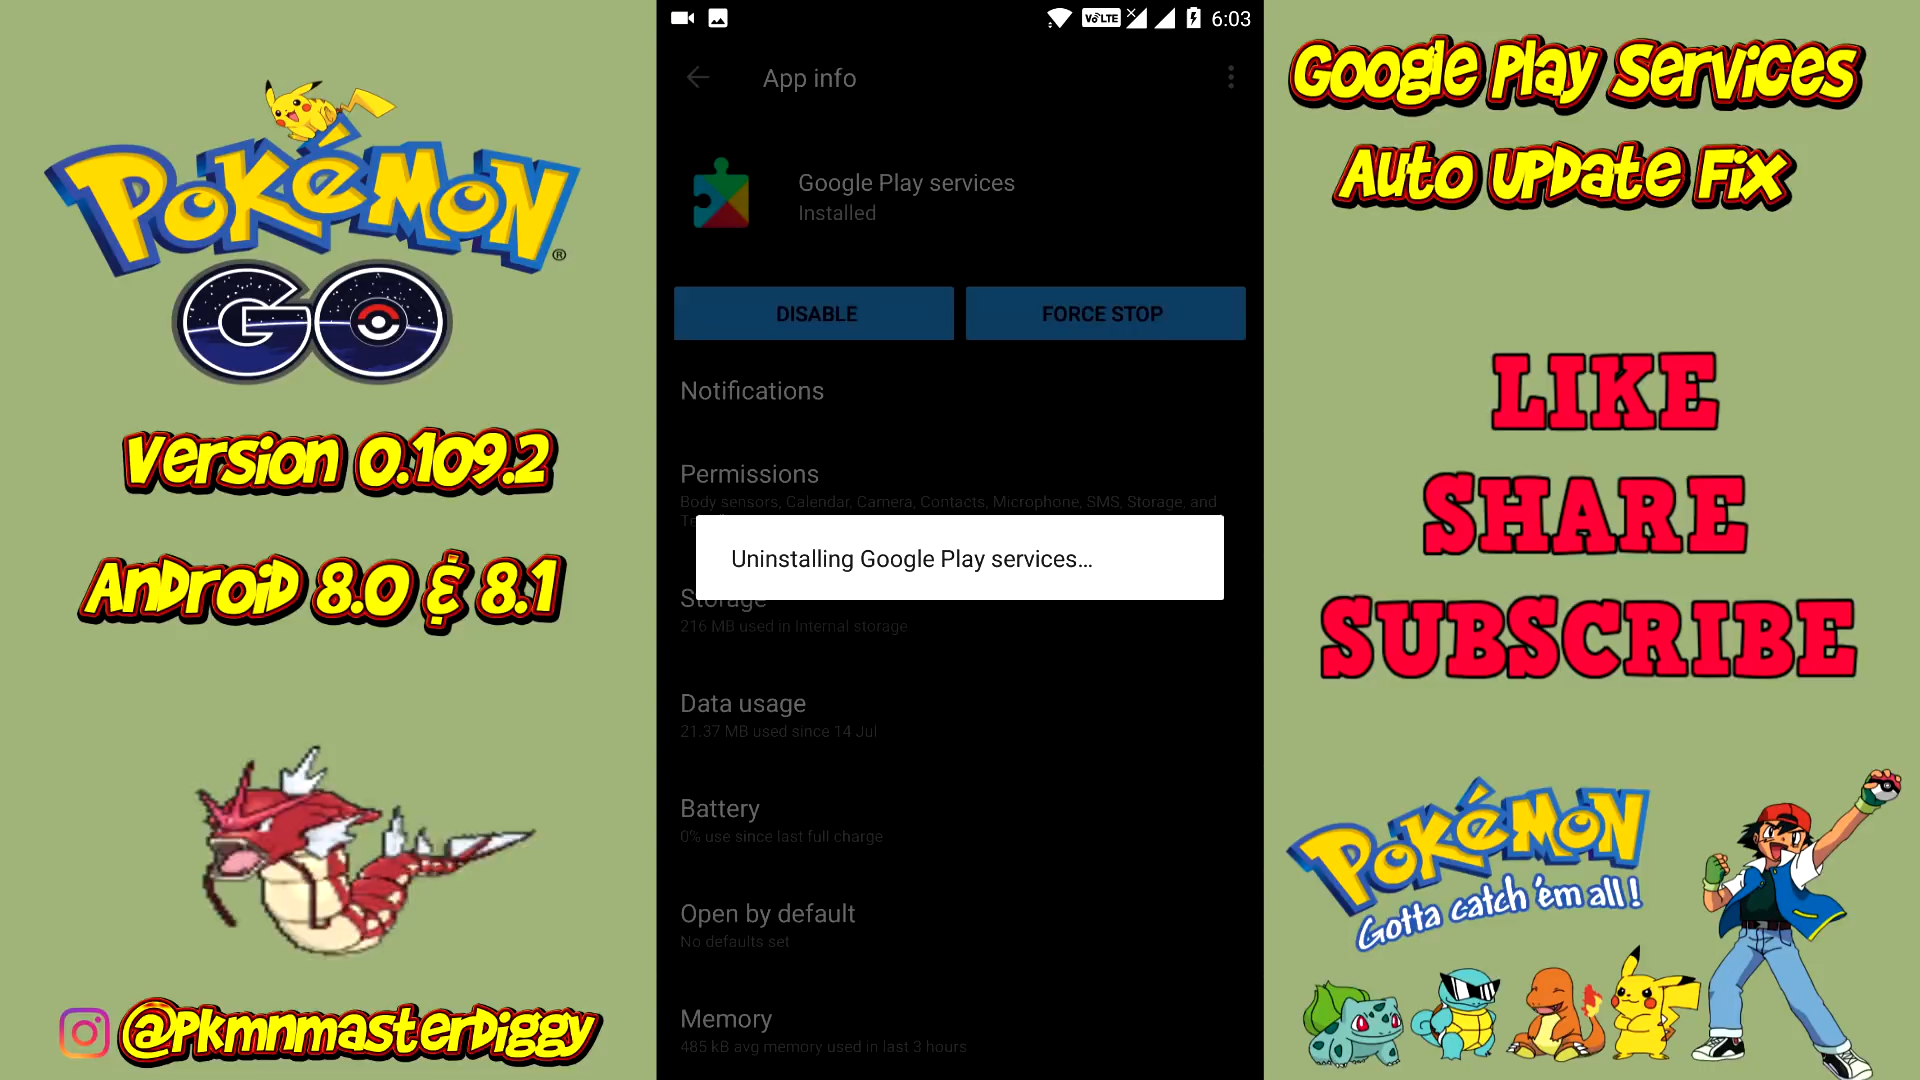 POKéMON®
GO
Version 0.109.2
Android 8.0 & 8.1
@PkmnmasterDiggy
VoLTE
6:03
App info
Google Play services
Installed
DISABLE
FORCE STOP
Notifications
Permissions
Body sensors, Calendar, Camera, Contacts, Microphone, SMS, Storage, and
Uninstalling Google Play services...
Storage
216 MB used in Internal storage
Data usage
21.37 MB used since 14 Jul
Battery
0% use since last full charge
Open by default
No defaults set
Memory
485 kB avg memory used in last 3 hours
Google Play Services
Auto Update Fix
LIKE
SHARE
SUBSCRIBE
POKéMON
Gotta catch 'em all!